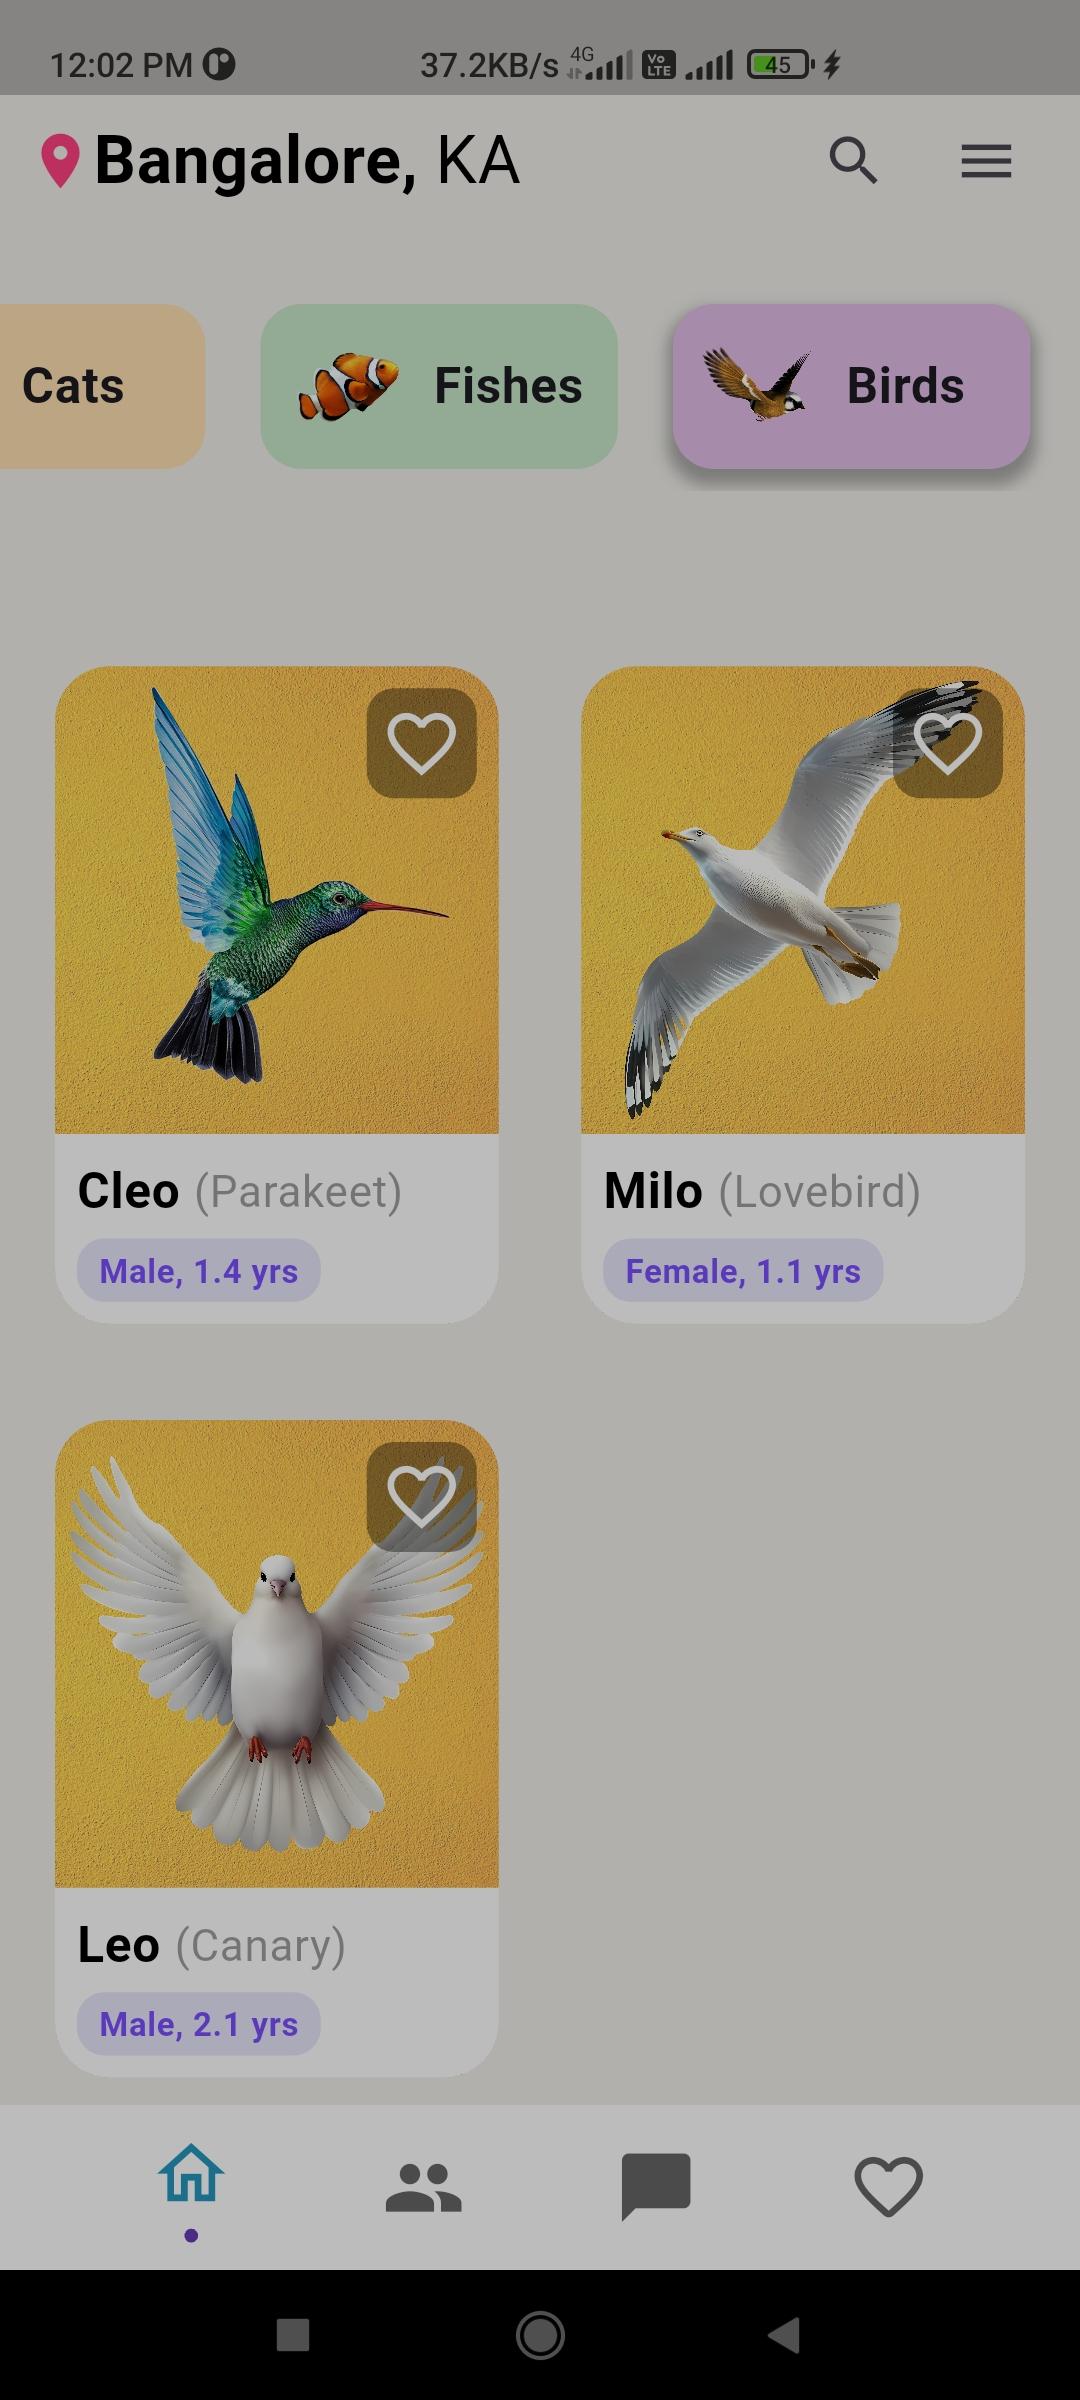 12:02 PM 37.2KB/s 4G Vo LTE 45
Bangalore, KA
Cats Fishes Birds
Cleo (Parakeet) Milo (Lovebird)
Male, 1.4 yrs Female, 1.1 yrs
Leo (Canary)
Male, 2.1 yrs